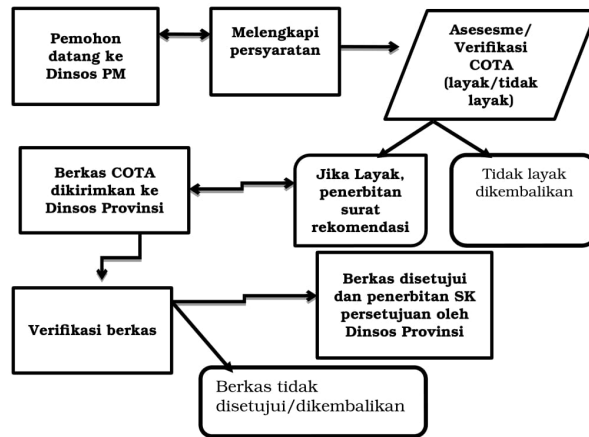 Pemohon
datang ke
Dinsos PM
Melengkapi
persyaratan
Asesesme/
Verifikasi
COTA
(layak/tidak
layak)
Berkas COTA
dikirimkan ke
Dinsos Provinsi
Jika Layak,
penerbitan
surat
rekomendasi
Tidak layak
dikembalikan
Verifikasi berkas
Berkas disetujui
dan penerbitan SK
persetujuan oleh
Dinsos Provinsi
Berkas tidak
disetujui/dikembalikan